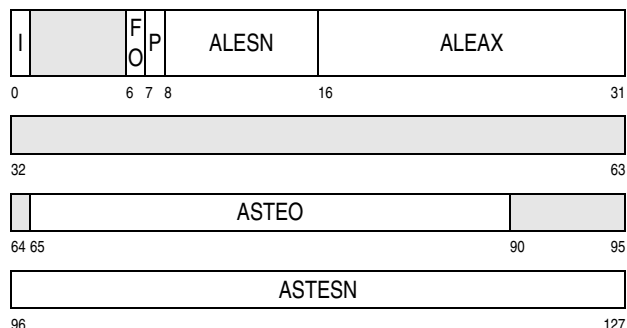 I F O P ALESN ALEAX
0 6 7 8 16 31
32 63
ASTEO
64 65 90 95
ASTESN
96 127